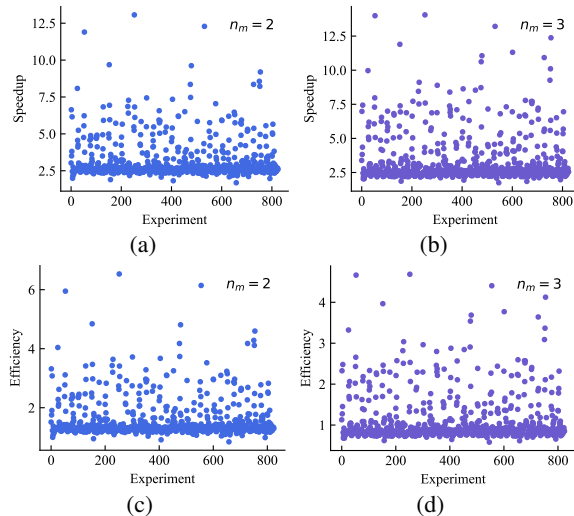 12.5
10.0
7.5
5.0
2.5
Speedup
n_m = 2
0 200 400 600 800
Experiment
(a)
15.0
12.5
10.0
7.5
5.0
2.5
Speedup
n_m = 3
0 200 400 600 800
Experiment
(b)
6
4
2
Efficiency
n_m = 2
0 200 400 600 800
Experiment
(c)
4
3
2
1
Efficiency
n_m = 3
0 200 400 600 800
Experiment
(d)